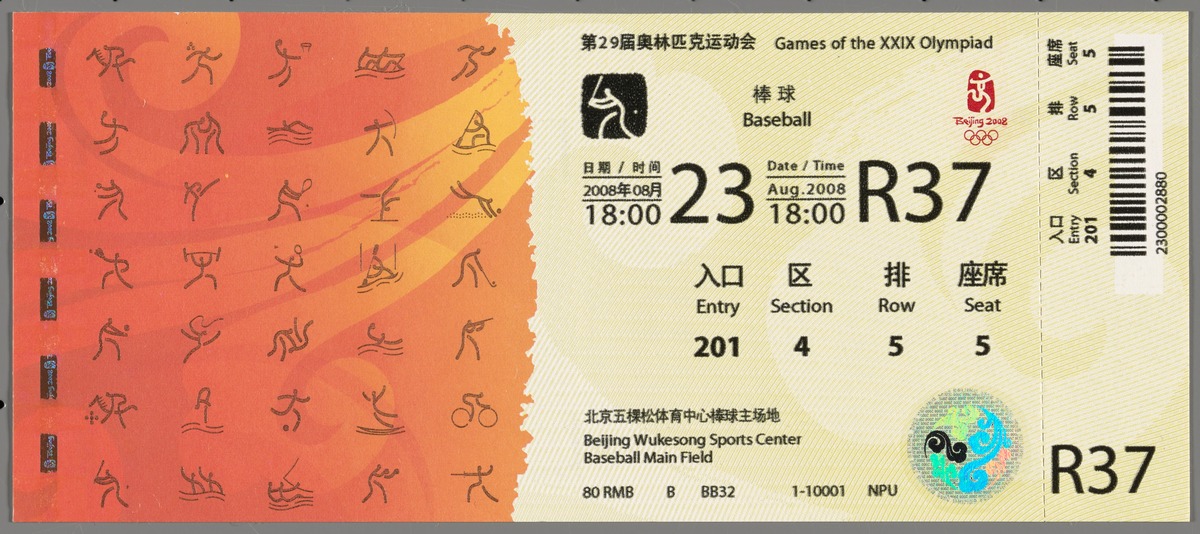 第29届奥林匹克运动会 Games of the XXIX Olympiad
棒球
Baseball
Beijing 2008
日期 / 时间
2008年08月
18:00
23
Date / Time
Aug.2008
18:00
R37
入口 区 排 座席
Entry Section Row Seat
201 4 5 5
北京五棵松体育中心棒球主场地
Beijing Wukesong Sports Center
Baseball Main Field
80 RMB B BB32 1-10001 NPU
座席 Seat 5
排 Row 5
区 Section 4
入口 Entry 201
2300002880
R37